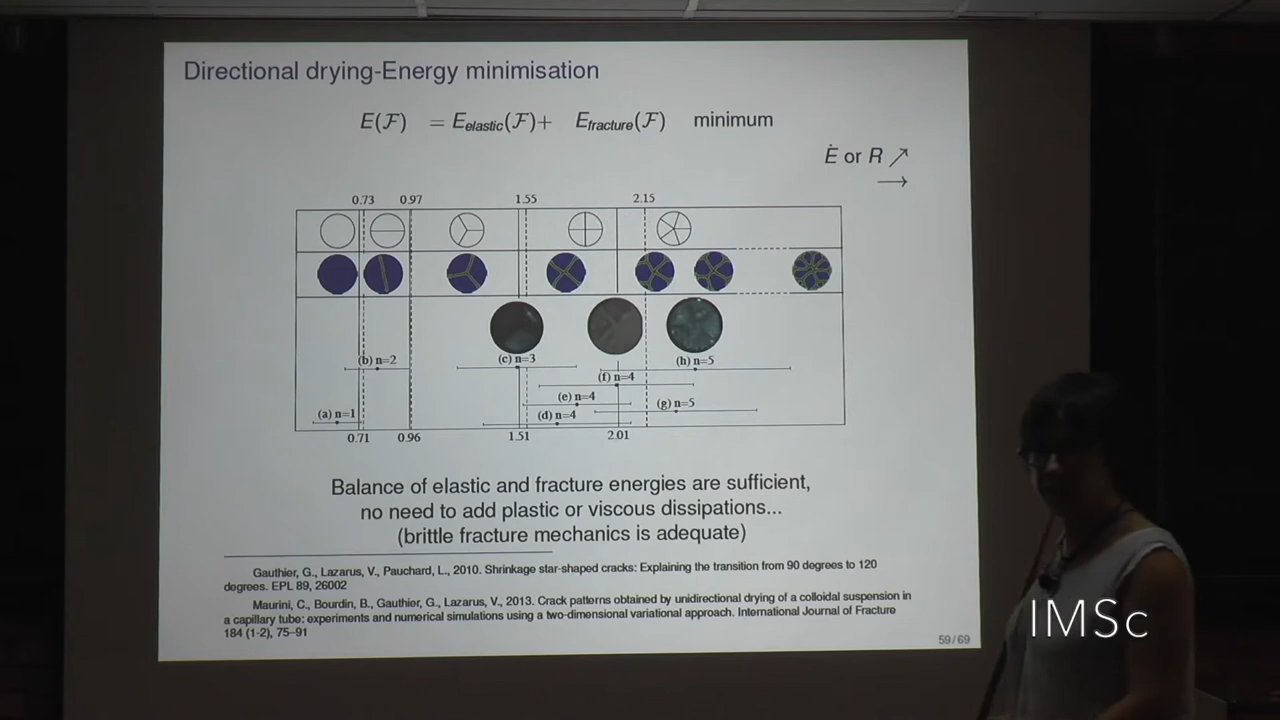 Directional drying-Energy minimisation
E(F) = Eelastic(F)+ Efracture(F) minimum
Ė or R ↗
→
0.73 0.97 1.55 2.15
(b) n=2 (c) n=3 (h) n=5
(f) n=4
(e) n=4
(g) n=5
(a) n=1 (d) n=4
0.71 0.96 1.51 2.01
Balance of elastic and fracture energies are sufficient,
no need to add plastic or viscous dissipations...
(brittle fracture mechanics is adequate)
Gauthier, G., Lazarus, V., Pauchard, L., 2010. Shrinkage star-shaped cracks: Explaining the transition from 90 degrees to 120
degrees. EPL 89, 26002
Maurini, C., Bourdin, B., Gauthier, G., Lazarus, V., 2013. Crack patterns obtained by unidirectional drying of a colloidal suspension in
a capillary tube: experiments and numerical simulations using a two-dimensional variational approach. International Journal of Fracture
184 (1-2), 75–91
59/69
IMSc